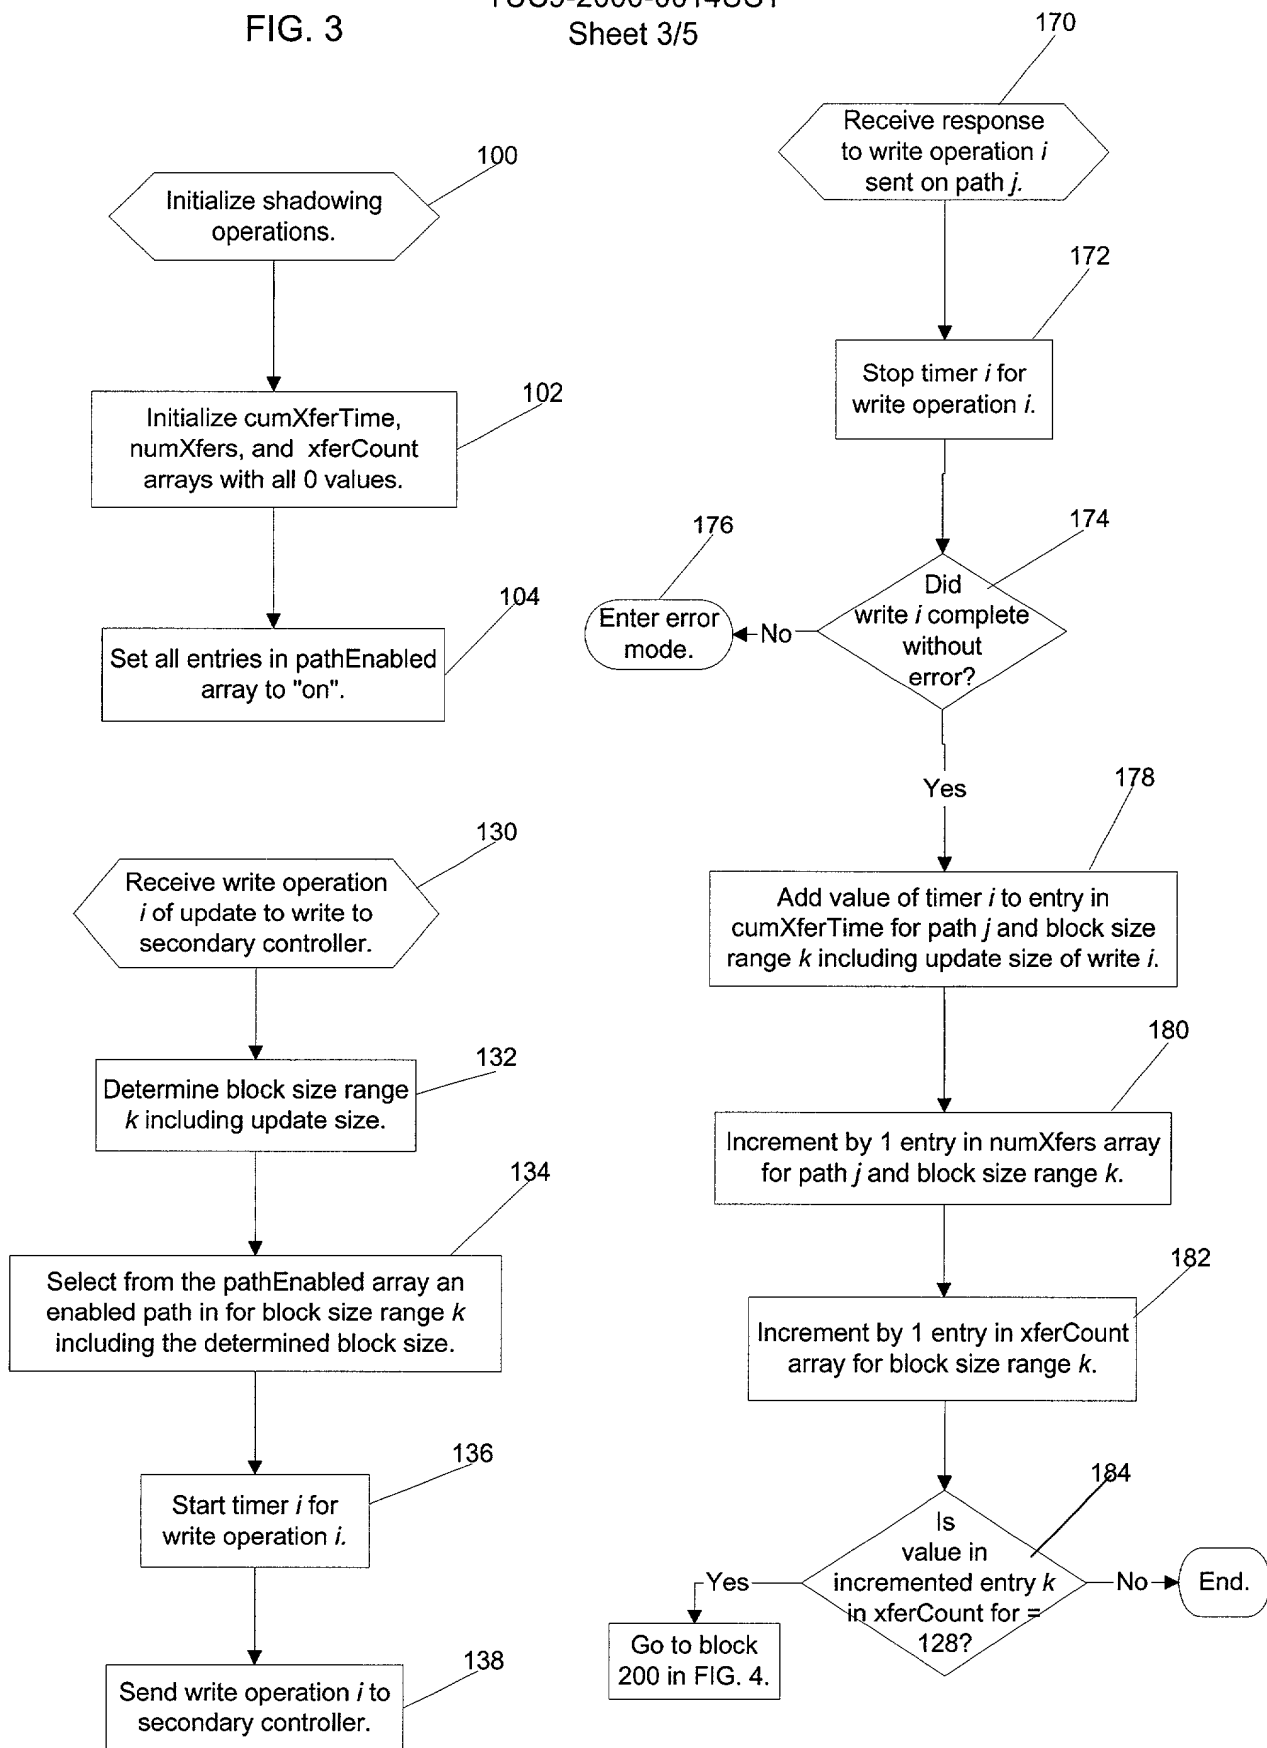 FIG. 3
Sheet 3/5
100
Initialize shadowing
operations.
102
Initialize cumXferTime,
numXfers, and xferCount
arrays with all 0 values.
104
Set all entries in pathEnabled
array to "on".
130
Receive write operation
i of update to write to
secondary controller.
132
Determine block size range
k including update size.
134
Select from the pathEnabled array an
enabled path in for block size range k
including the determined block size.
136
Start timer i for
write operation i.
138
Send write operation i to
secondary controller.
170
Receive response
to write operation i
sent on path j.
172
Stop timer i for
write operation i.
174
Did
write i complete
without
error?
No
176
Enter error
mode.
Yes
178
Add value of timer i to entry in
cumXferTime for path j and block size
range k including update size of write i.
180
Increment by 1 entry in numXfers array
for path j and block size range k.
182
Increment by 1 entry in xferCount
array for block size range k.
184
Is
value in
incremented entry k
in xferCount for =
128?
Yes
No
End.
Go to block
200 in FIG. 4.